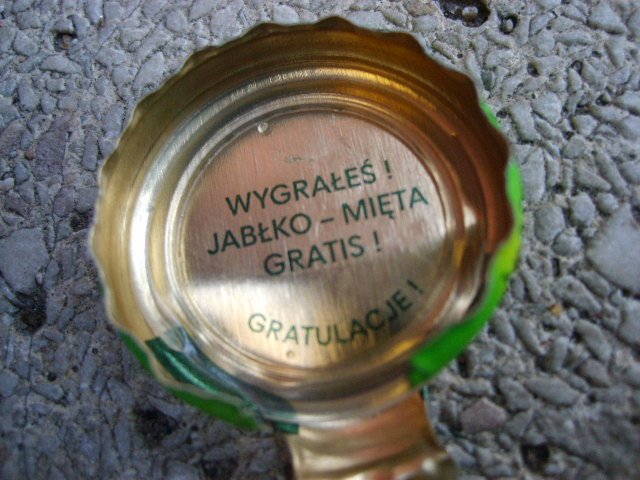 WYGRAŁEŚ !
JABŁKO – MIĘTA
GRATIS !
GRATULACJE !